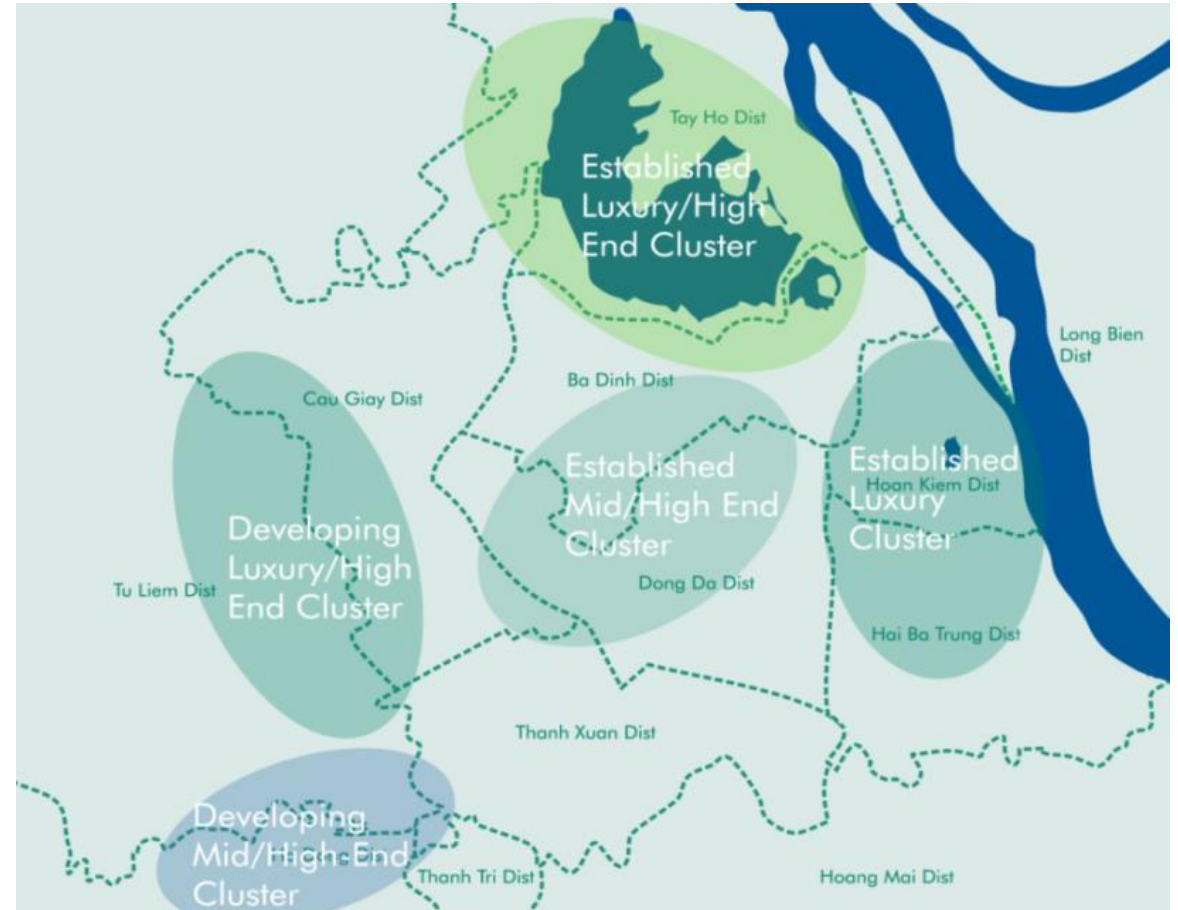 Tay Ho Dist
Established
Luxury/High
End Cluster
Long Bien
Dist
Ba Dinh Dist
Cau Giay Dist
Established
Mid/High End
Cluster
Established
Hoan Kiem Dist
Luxury
Cluster
Developing
Luxury/High
End Cluster
Tu Liem Dist
Dong Da Dist
Hai Ba Trung Dist
Thanh Xuan Dist
Developing
Mid/High-End
Cluster
Thanh Tri Dist
Hoang Mai Dist